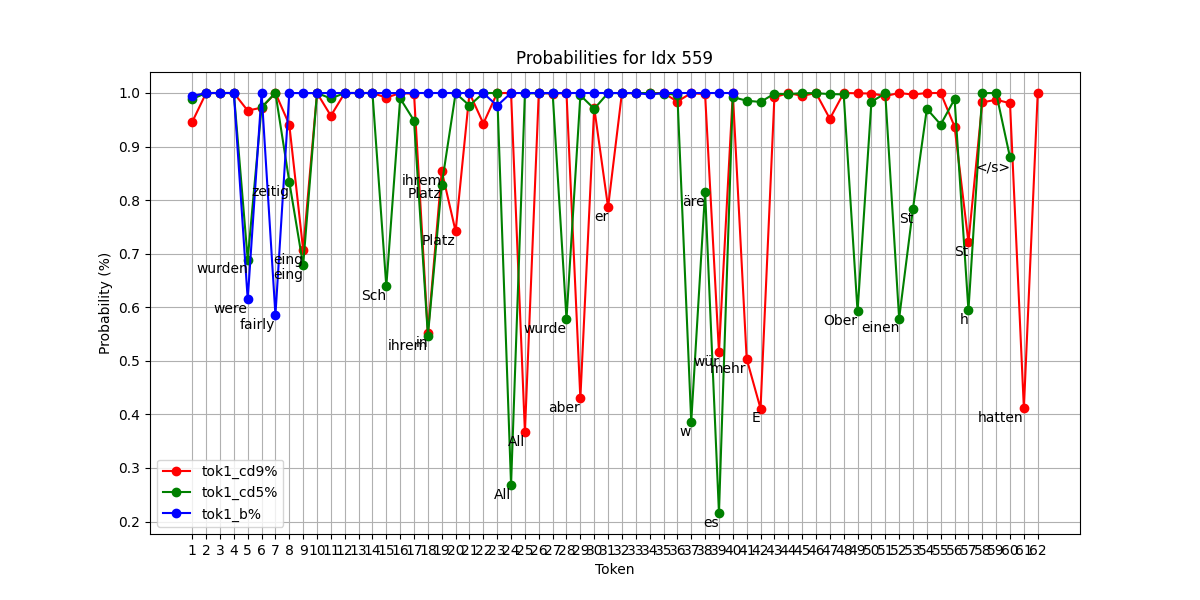 Probabilities for Idx 559
Probability (%)
1.0
0.9
0.8
0.7
0.6
0.5
0.4
0.3
0.2
wurden
were
fairly
zeitig
eing
eing
Sch
ihrem
in
ihrem
Platz
Platz
All
All
wurde
aber
er
w
äre
wür
es
mehr
E
Ober
einen
St
St
h
</s>
hatten
tok1_cd9%
tok1_cd5%
tok1_b%
1 2 3 4 5 6 7 8 9 10 11 12 13 14 15 16 17 18 19 20 21 22 23 24 25 26 27 28 29 30 31 32 33 34 35 36 37 38 39 40 41 42 43 44 45 46 47 48 49 50 51 52 53 54 55 56 57 58 59 60 61 62
Token